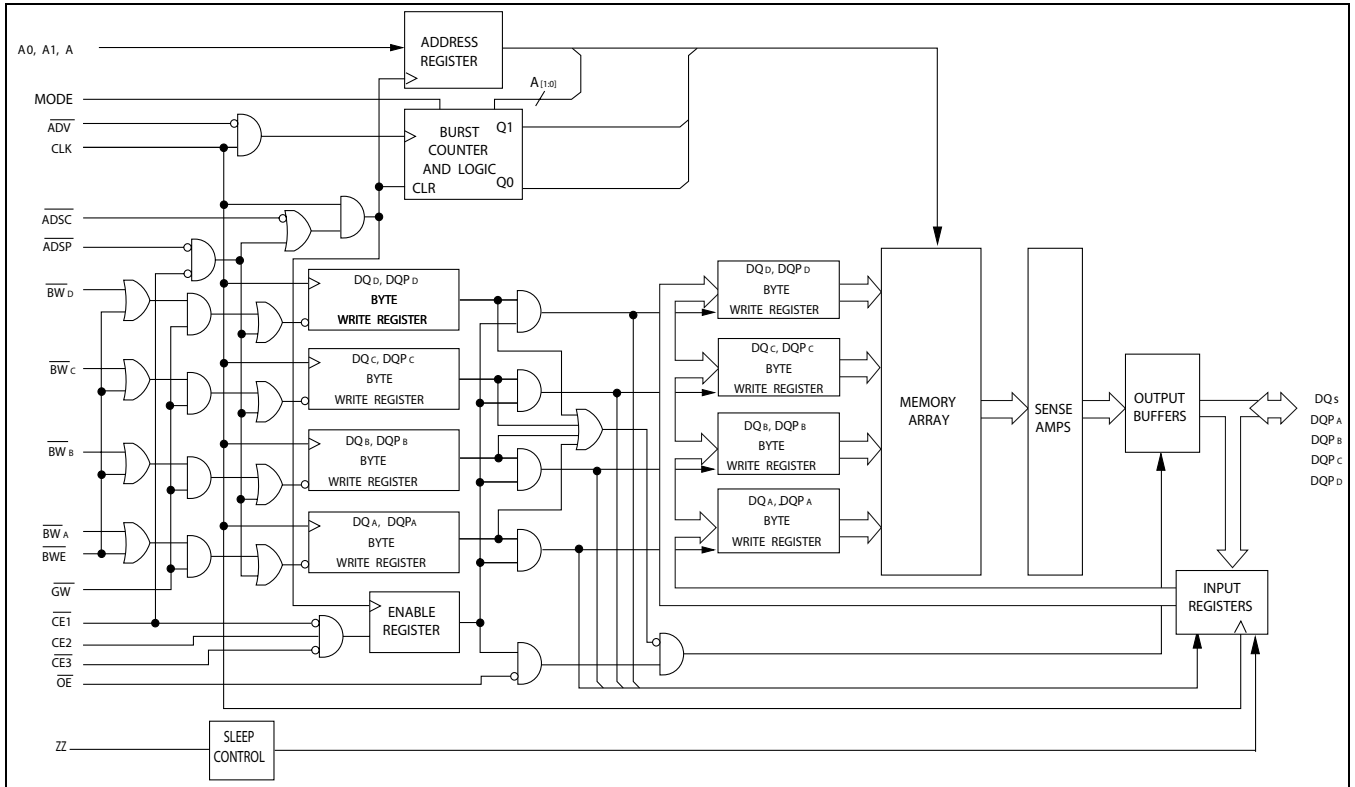 A0, A1, A
ADDRESS
REGISTER
A[1:0]
MODE
ADV
CLK
BURST
COUNTER
AND LOGIC
CLR
Q1
Q0
ADSC
ADSP
BWD
DQD, DQPD
BYTE
WRITE REGISTER
DQD, DQPD
BYTE
WRITE REGISTER
BWC
DQC, DQPC
BYTE
WRITE REGISTER
DQC, DQPC
BYTE
WRITE REGISTER
BWB
DQB, DQPB
BYTE
WRITE REGISTER
DQB, DQPB
BYTE
WRITE REGISTER
BWA
BWE
DQA, DQPA
BYTE
WRITE REGISTER
DQA, DQPA
BYTE
WRITE REGISTER
MEMORY
ARRAY
SENSE
AMPS
OUTPUT
BUFFERS
DQs
DQPA
DQPB
DQPC
DQPD
GW
CE1
CE2
CE3
OE
ENABLE
REGISTER
INPUT
REGISTERS
ZZ
SLEEP
CONTROL